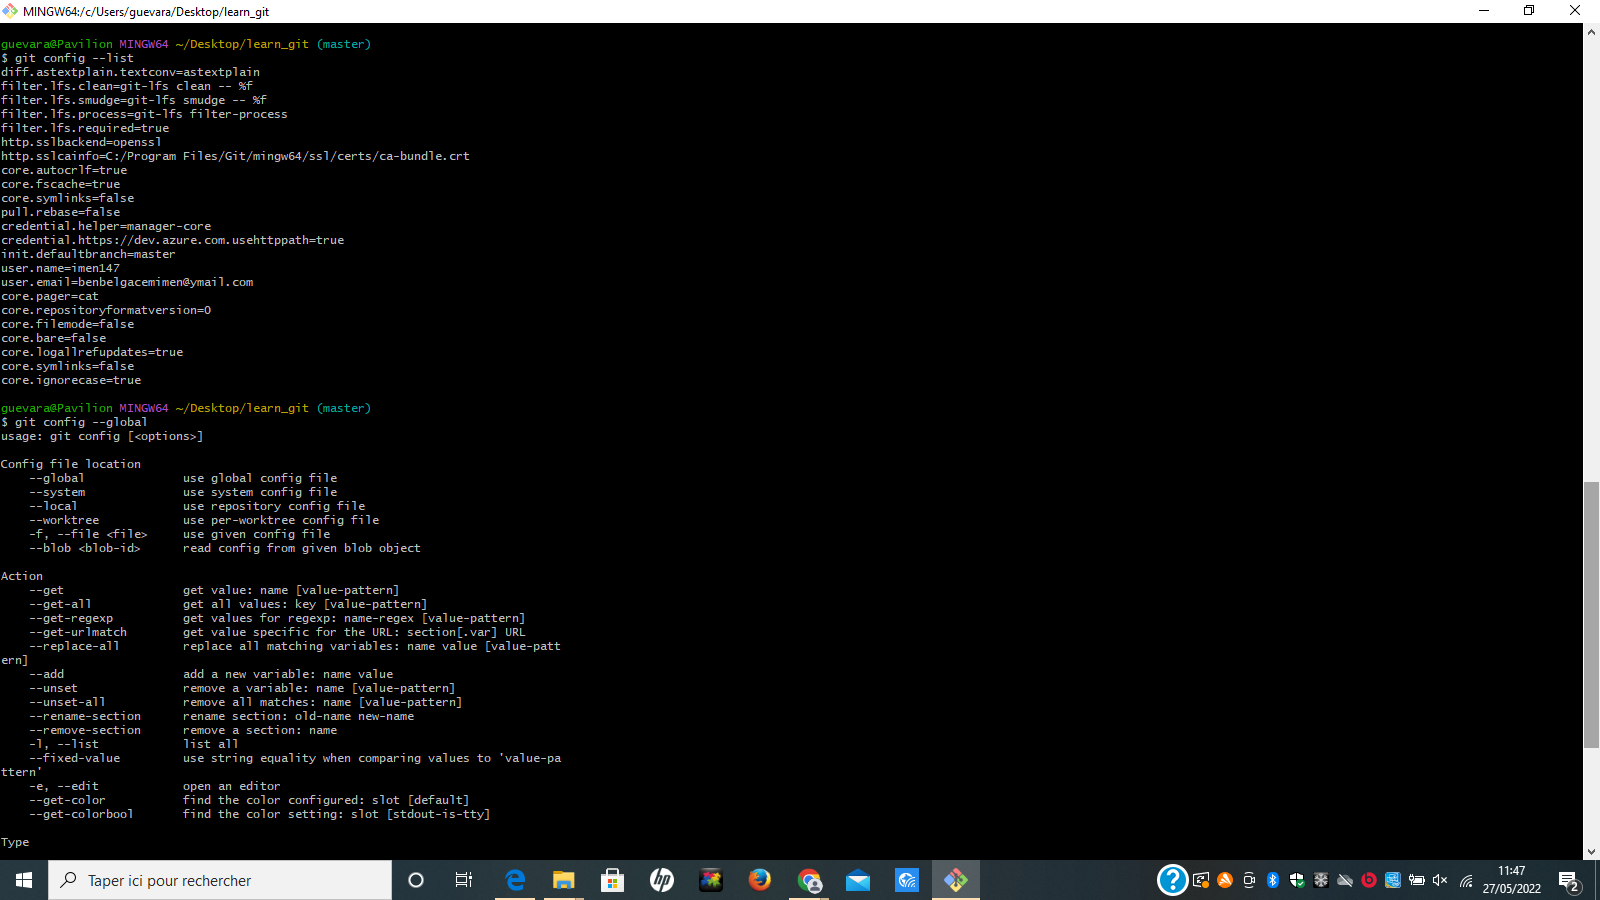 MINGW64:/c/Users/guevara/Desktop/learn_git
guevara@Pavilion MINGW64 ~/Desktop/learn_git (master)
$ git config --list
diff.astextplain.textconv=astextplain
filter.lfs.clean=git-lfs clean -- %f
filter.lfs.smudge=git-lfs smudge -- %f
filter.lfs.process=git-lfs filter-process
filter.lfs.required=true
http.sslbackend=openssl
http.sslcainfo=C:/Program Files/Git/mingw64/ssl/certs/ca-bundle.crt
core.autocrlf=true
core.fscache=true
core.symlinks=false
pull.rebase=false
credential.helper=manager-core
credential.https://dev.azure.com.usehttppath=true
init.defaultbranch=master
user.name=imen147
user.email=benbelgacemimen@ymail.com
core.pager=cat
core.repositoryformatversion=0
core.filemode=false
core.bare=false
core.logallrefupdates=true
core.symlinks=false
core.ignorecase=true
guevara@Pavilion MINGW64 ~/Desktop/learn_git (master)
$ git config --global
usage: git config [<options>]
Config file location
--global use global config file
--system use system config file
--local use repository config file
--worktree use per-worktree config file
-f, --file <file> use given config file
--blob <blob-id> read config from given blob object
Action
--get get value: name [value-pattern]
--get-all get all values: key [value-pattern]
--get-regexp get values for regexp: name-regex [value-pattern]
--get-urlmatch get value specific for the URL: section[.var] URL
--replace-all replace all matching variables: name value [value-patt
ern]
--add add a new variable: name value
--unset remove a variable: name [value-pattern]
--unset-all remove all matches: name [value-pattern]
--rename-section rename section: old-name new-name
--remove-section remove a section: name
-l, --list list all
--fixed-value use string equality when comparing values to 'value-pa
ttern'
-e, --edit open an editor
--get-color find the color configured: slot [default]
--get-colorbool find the color setting: slot [stdout-is-tty]
Type
Taper ici pour rechercher
hp
11:47
27/05/2022
2